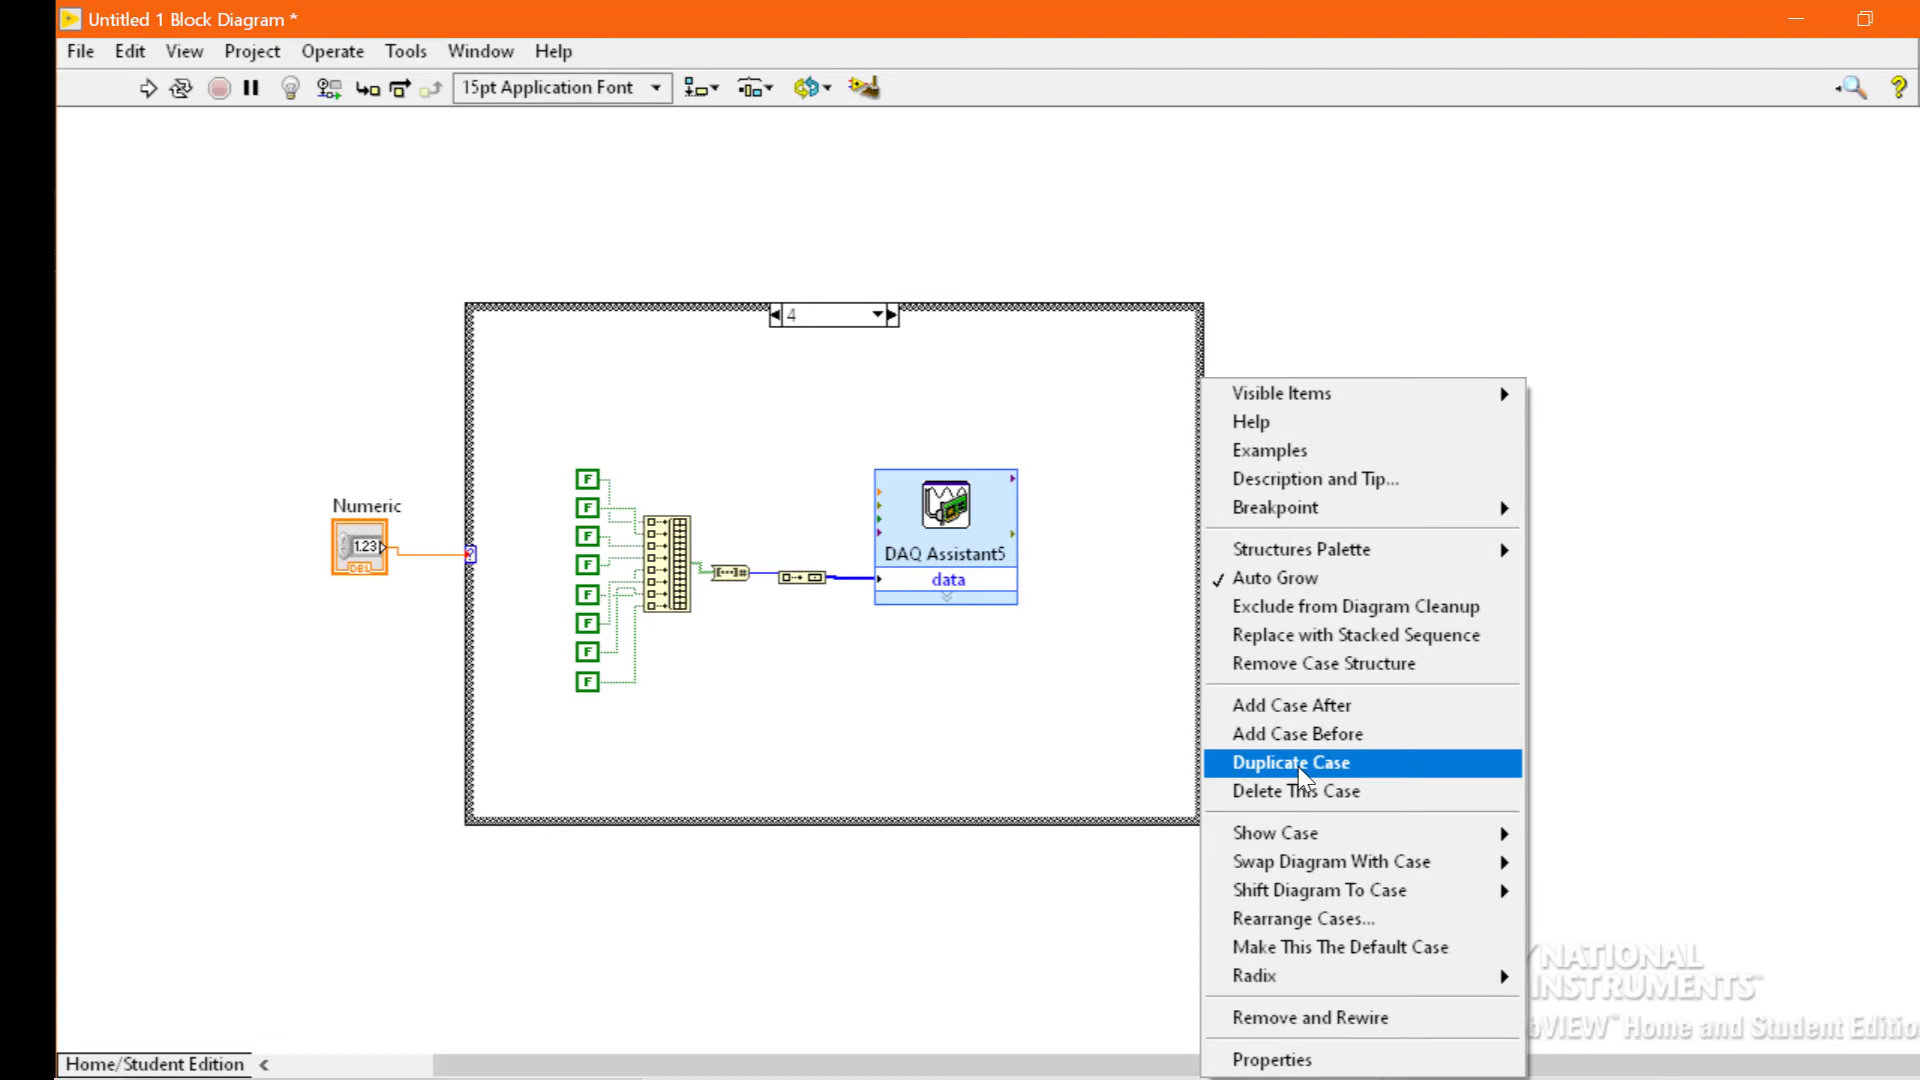 Untitled 1 Block Diagram *
File Edit View Project Operate Tools Window Help
15pt Application Font
?
4
Visible Items
Help
Examples
Description and Tip...
Breakpoint
Structures Palette
Auto Grow
Exclude from Diagram Cleanup
Replace with Stacked Sequence
Remove Case Structure
Add Case After
Add Case Before
Duplicate Case
Delete This Case
Show Case
Swap Diagram With Case
Shift Diagram To Case
Rearrange Cases...
Make This The Default Case
Radix
Remove and Rewire
Properties
Numeric
1.23
DBL
?
F
F
F
F
F
F
F
F
#
DAQ Assistant5
data
NATIONAL
INSTRUMENTS™
bVIEW™ Home and Student Editio
Home/Student Edition